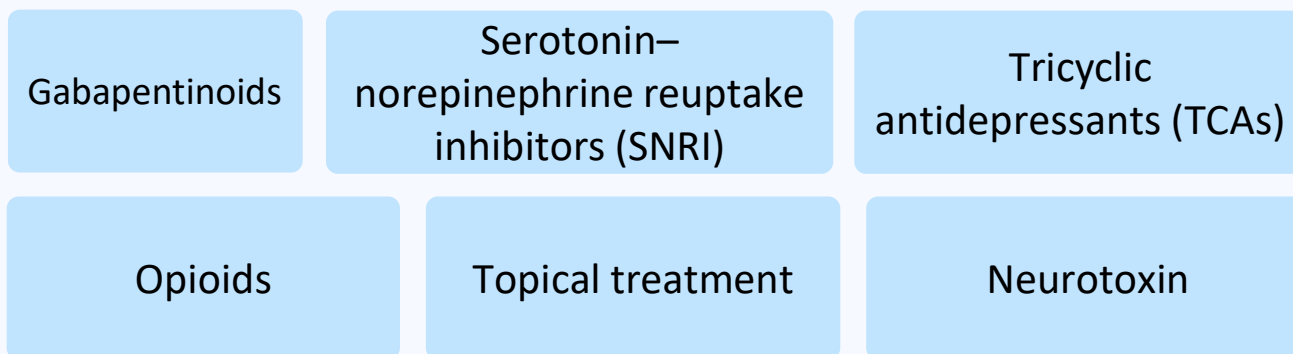 Gabapentinoids
Serotonin–
norepinephrine reuptake
inhibitors (SNRI)
Tricyclic
antidepressants (TCAs)
Opioids
Topical treatment
Neurotoxin